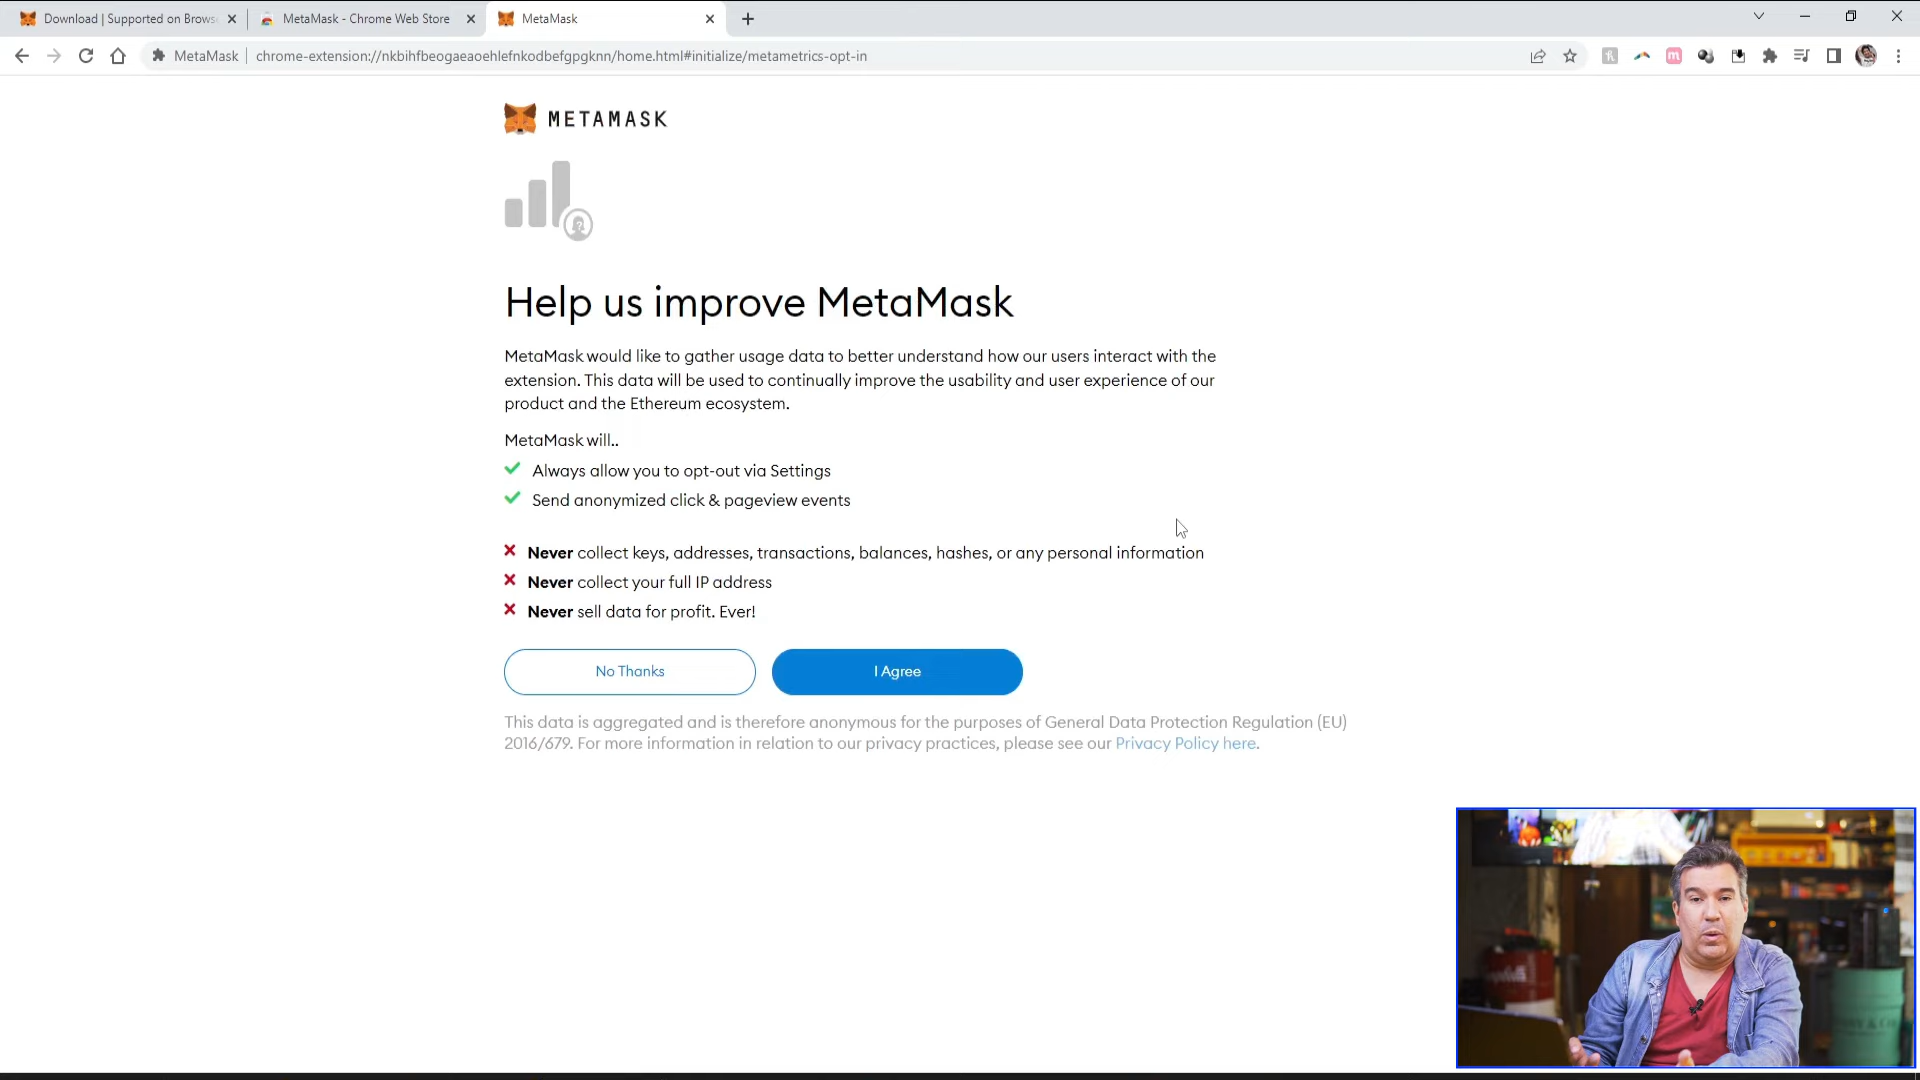 Download | Supported on Brows
MetaMask - Chrome Web Store
MetaMask
MetaMask
chrome-extension://nkbihfbeogaeaoehlefnkodbefgpgknn/home.html#initialize/metametrics-opt-in
METAMASK
Help us improve MetaMask
MetaMask would like to gather usage data to better understand how our users interact with the
extension. This data will be used to continually improve the usability and user experience of our
product and the Ethereum ecosystem.
MetaMask will..
Always allow you to opt-out via Settings
Send anonymized click & pageview events
Never collect keys, addresses, transactions, balances, hashes, or any personal information
Never collect your full IP address
Never sell data for profit. Ever!
No Thanks
I Agree
This data is aggregated and is therefore anonymous for the purposes of General Data Protection Regulation (EU)
2016/679. For more information in relation to our privacy practices, please see our Privacy Policy here.